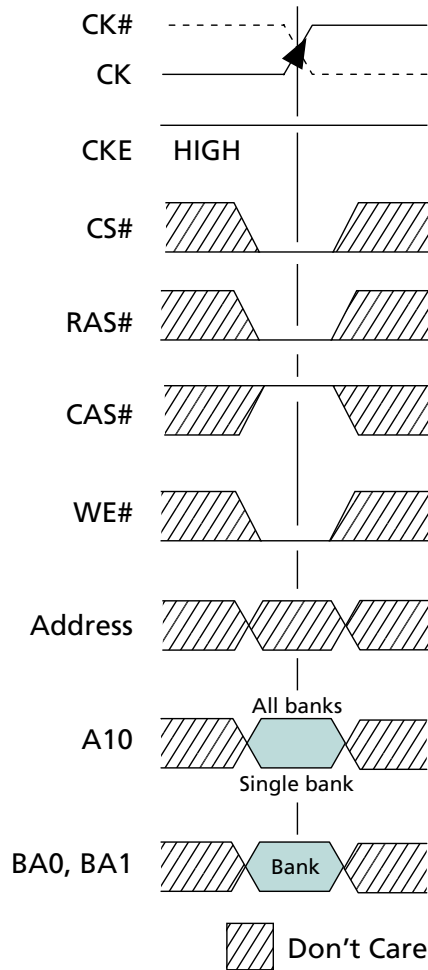 CK#
CK
CKE HIGH
CS#
RAS#
CAS#
WE#
Address
All banks
A10
Single bank
BA0, BA1 Bank
Don't Care